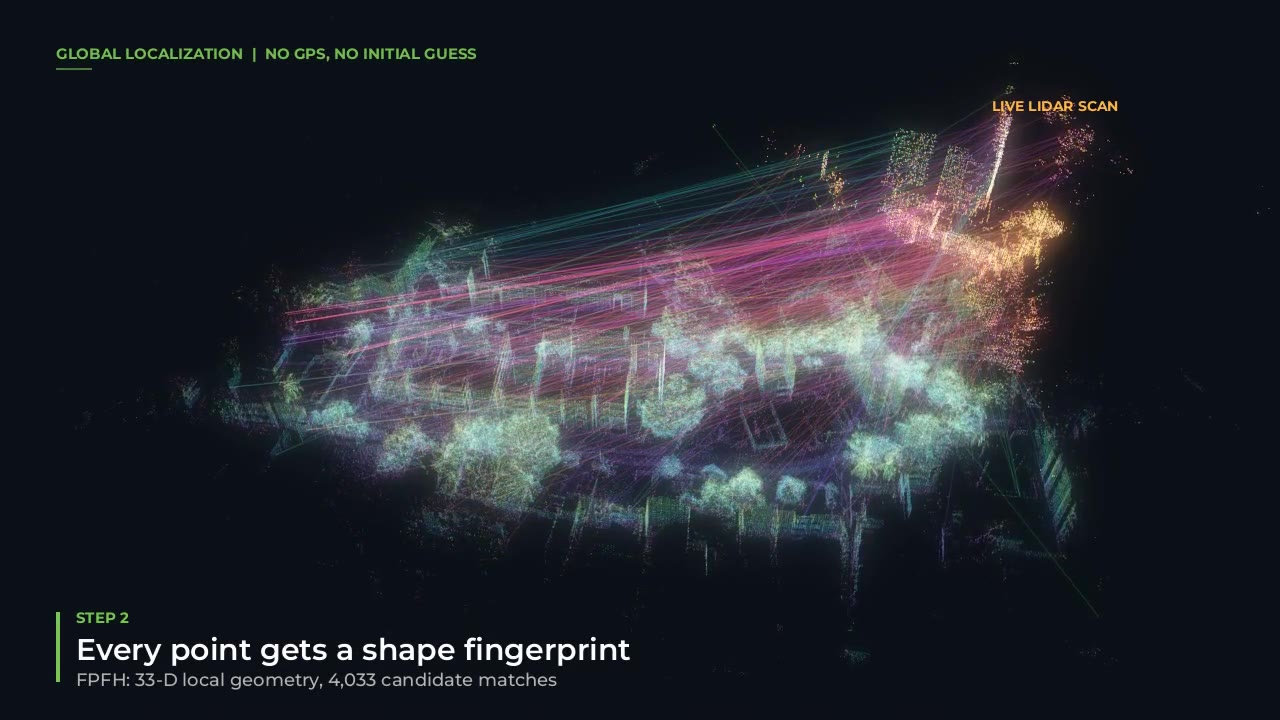 GLOBAL LOCALIZATION | NO GPS, NO INITIAL GUESS
LIVE LIDAR SCAN
STEP 2
Every point gets a shape fingerprint
FPFH: 33-D local geometry, 4,033 candidate matches